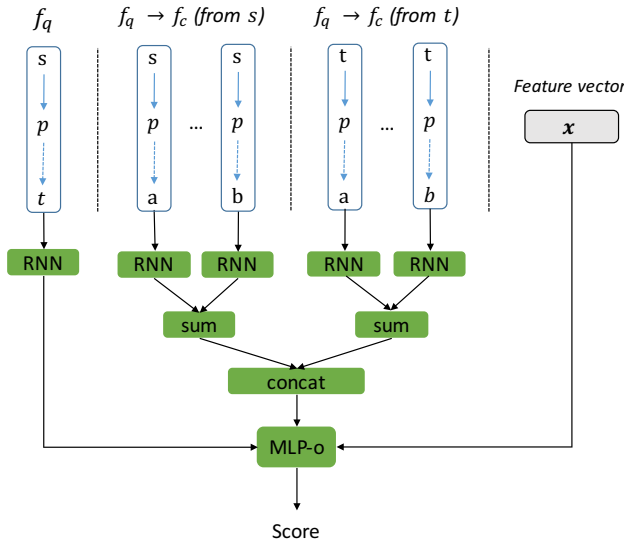 f_q
f_q → f_c (from s)
f_q → f_c (from t)
s s s t t
Feature vector
p p ... p p ... p
x
t a b a b
RNN RNN RNN RNN RNN
sum sum
concat
MLP-o
Score